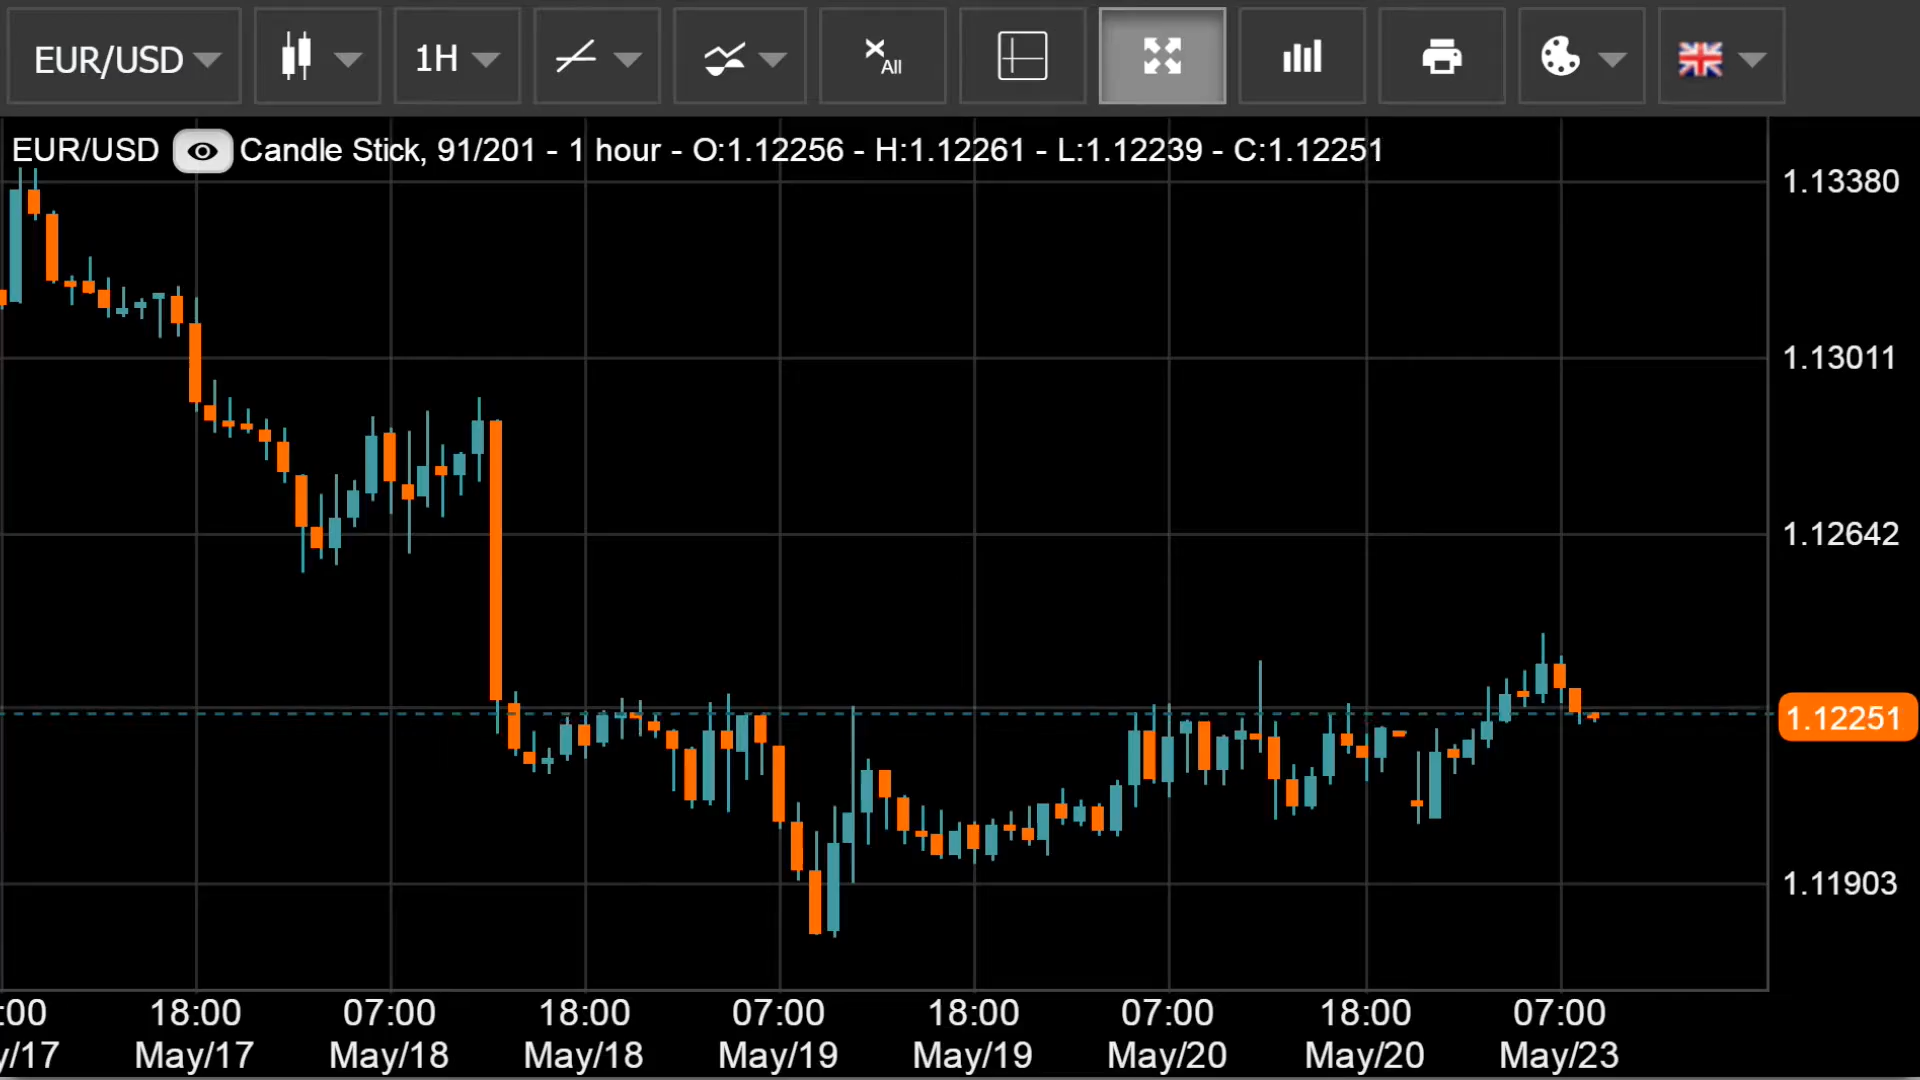 EUR/USD 1H x All
EUR/USD Candle Stick, 91/201 - 1 hour - O:1.12256 - H:1.12261 - L:1.12239 - C:1.12251
1.13380
1.13011
1.12642
1.12251
1.11903
:00 18:00 07:00 18:00 07:00 18:00 07:00 18:00 07:00
y/17 May/17 May/18 May/18 May/19 May/19 May/20 May/20 May/23